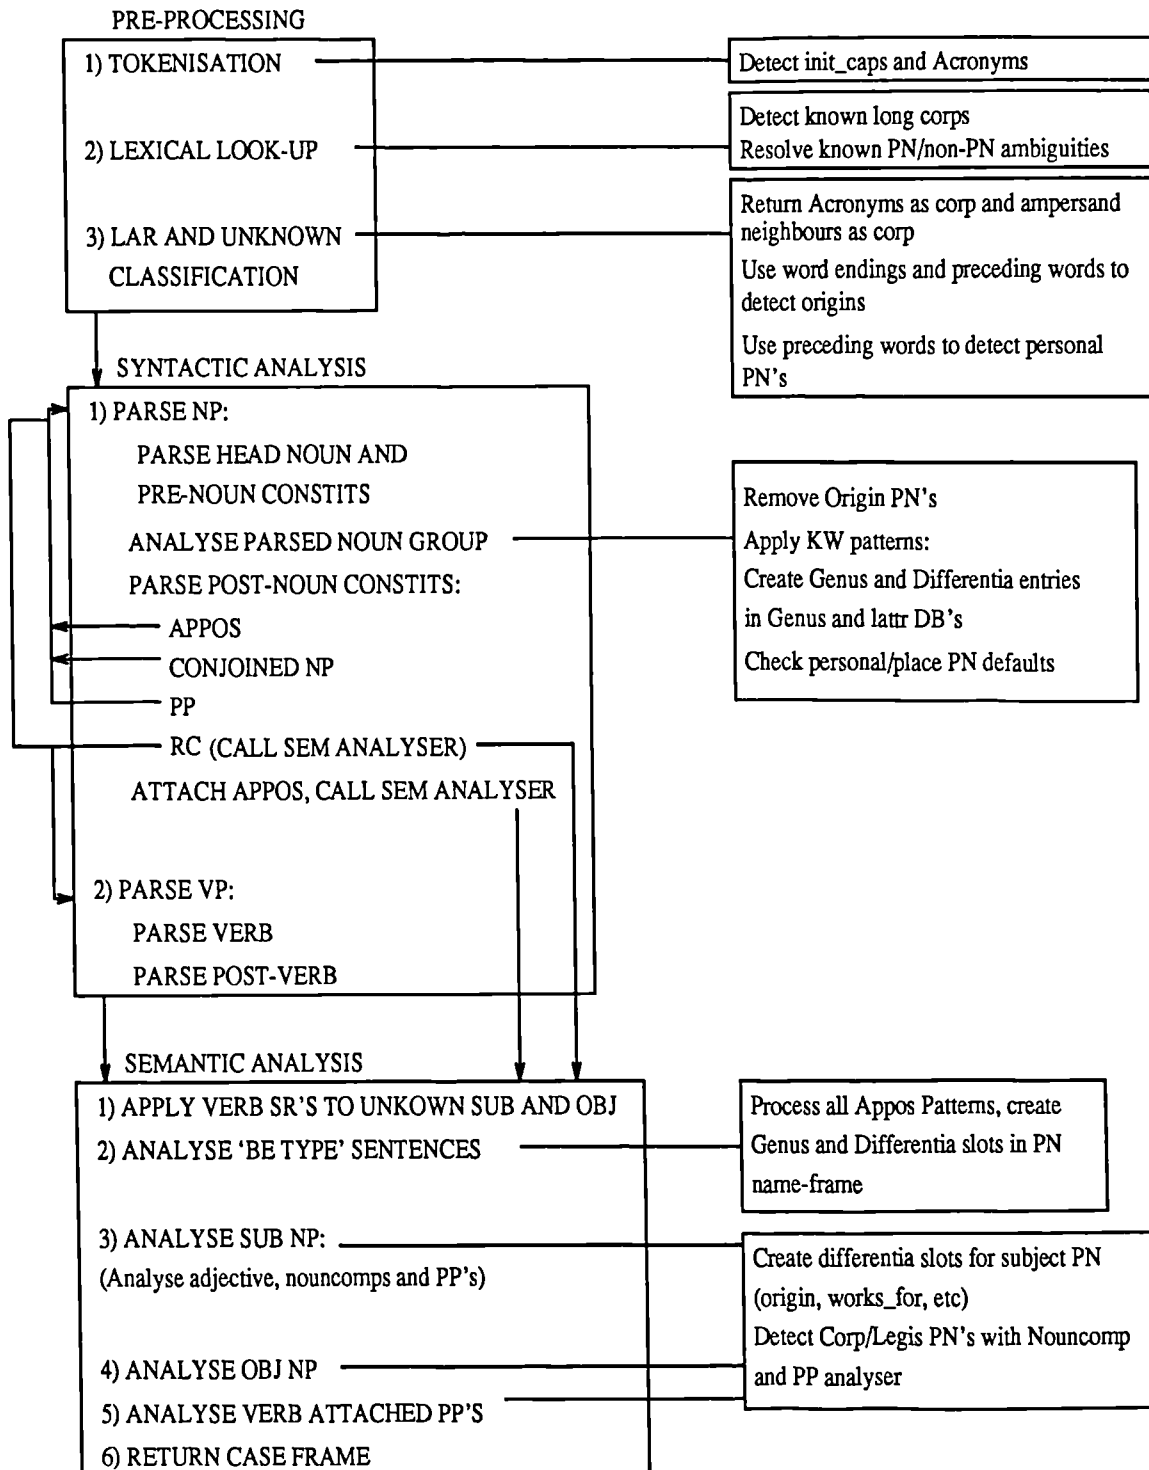 PRE-PROCESSING
1) TOKENISATION
Detect init_caps and Acronyms
2) LEXICAL LOOK-UP
Detect known long corps
Resolve known PN/non-PN ambiguities
3) LAR AND UNKNOWN
CLASSIFICATION
Return Acronyms as corp and ampersand
neighbours as corp
Use word endings and preceding words to
detect origins
Use preceding words to detect personal
PN's
SYNTACTIC ANALYSIS
1) PARSE NP:
PARSE HEAD NOUN AND
PRE-NOUN CONSTITS
ANALYSE PARSED NOUN GROUP
PARSE POST-NOUN CONSTITS:
APPOS
CONJOINED NP
PP
RC (CALL SEM ANALYSER)
ATTACH APPOS, CALL SEM ANALYSER
Remove Origin PN's
Apply KW patterns:
Create Genus and Differentia entries
in Genus and lattr DB's
Check personal/place PN defaults
2) PARSE VP:
PARSE VERB
PARSE POST-VERB
SEMANTIC ANALYSIS
1) APPLY VERB SR'S TO UNKOWN SUB AND OBJ
2) ANALYSE 'BE TYPE' SENTENCES
Process all Appos Patterns, create
Genus and Differentia slots in PN
name-frame
3) ANALYSE SUB NP:
(Analyse adjective, nouncomps and PP's)
4) ANALYSE OBJ NP
5) ANALYSE VERB ATTACHED PP'S
6) RETURN CASE FRAME
Create differentia slots for subject PN
(origin, works_for, etc)
Detect Corp/Legis PN's with Nouncomp
and PP analyser